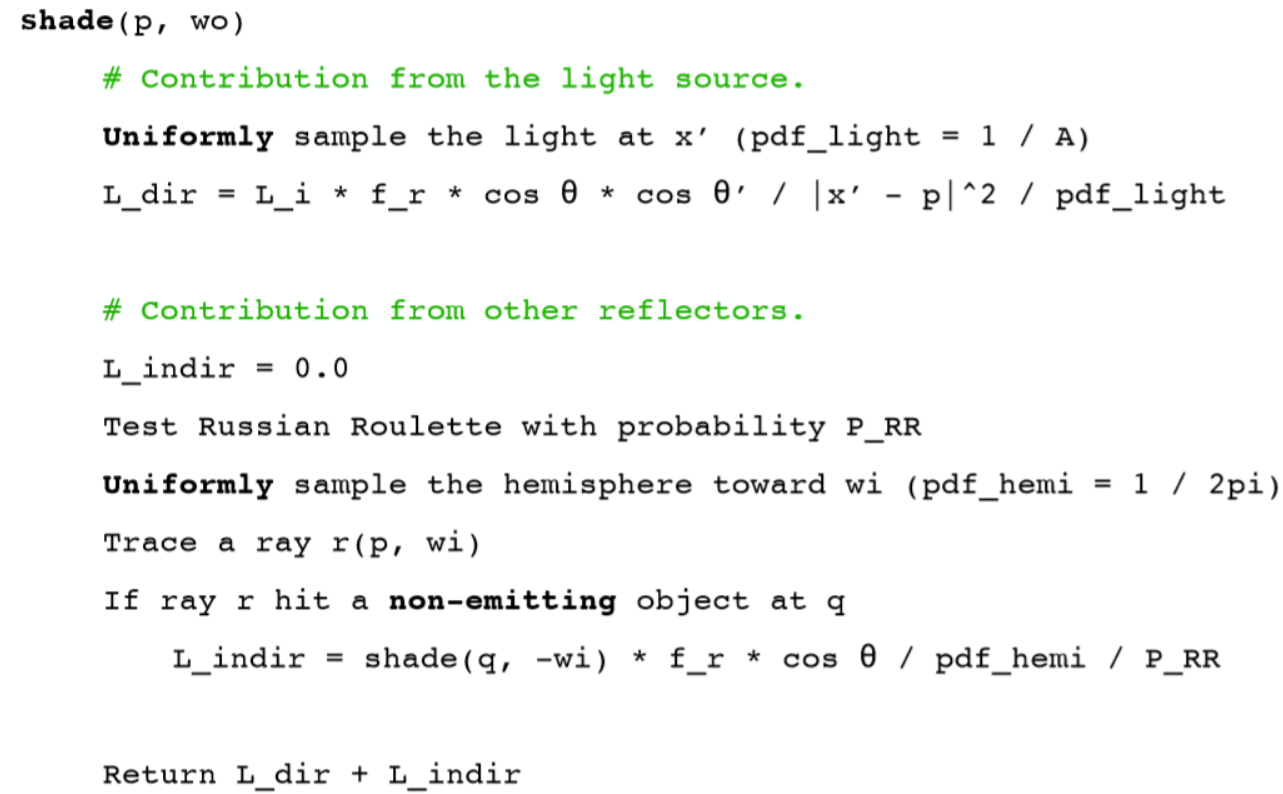 shade(p, wo)
# Contribution from the light source.
Uniformly sample the light at x′ (pdf_light = 1 / A)
L_dir = L_i * f_r * cos θ * cos θ′ / |x′ - p|^2 / pdf_light
# Contribution from other reflectors.
L_indir = 0.0
Test Russian Roulette with probability P_RR
Uniformly sample the hemisphere toward wi (pdf_hemi = 1 / 2pi)
Trace a ray r(p, wi)
If ray r hit a non-emitting object at q
L_indir = shade(q, -wi) * f_r * cos θ / pdf_hemi / P_RR
Return L_dir + L_indir